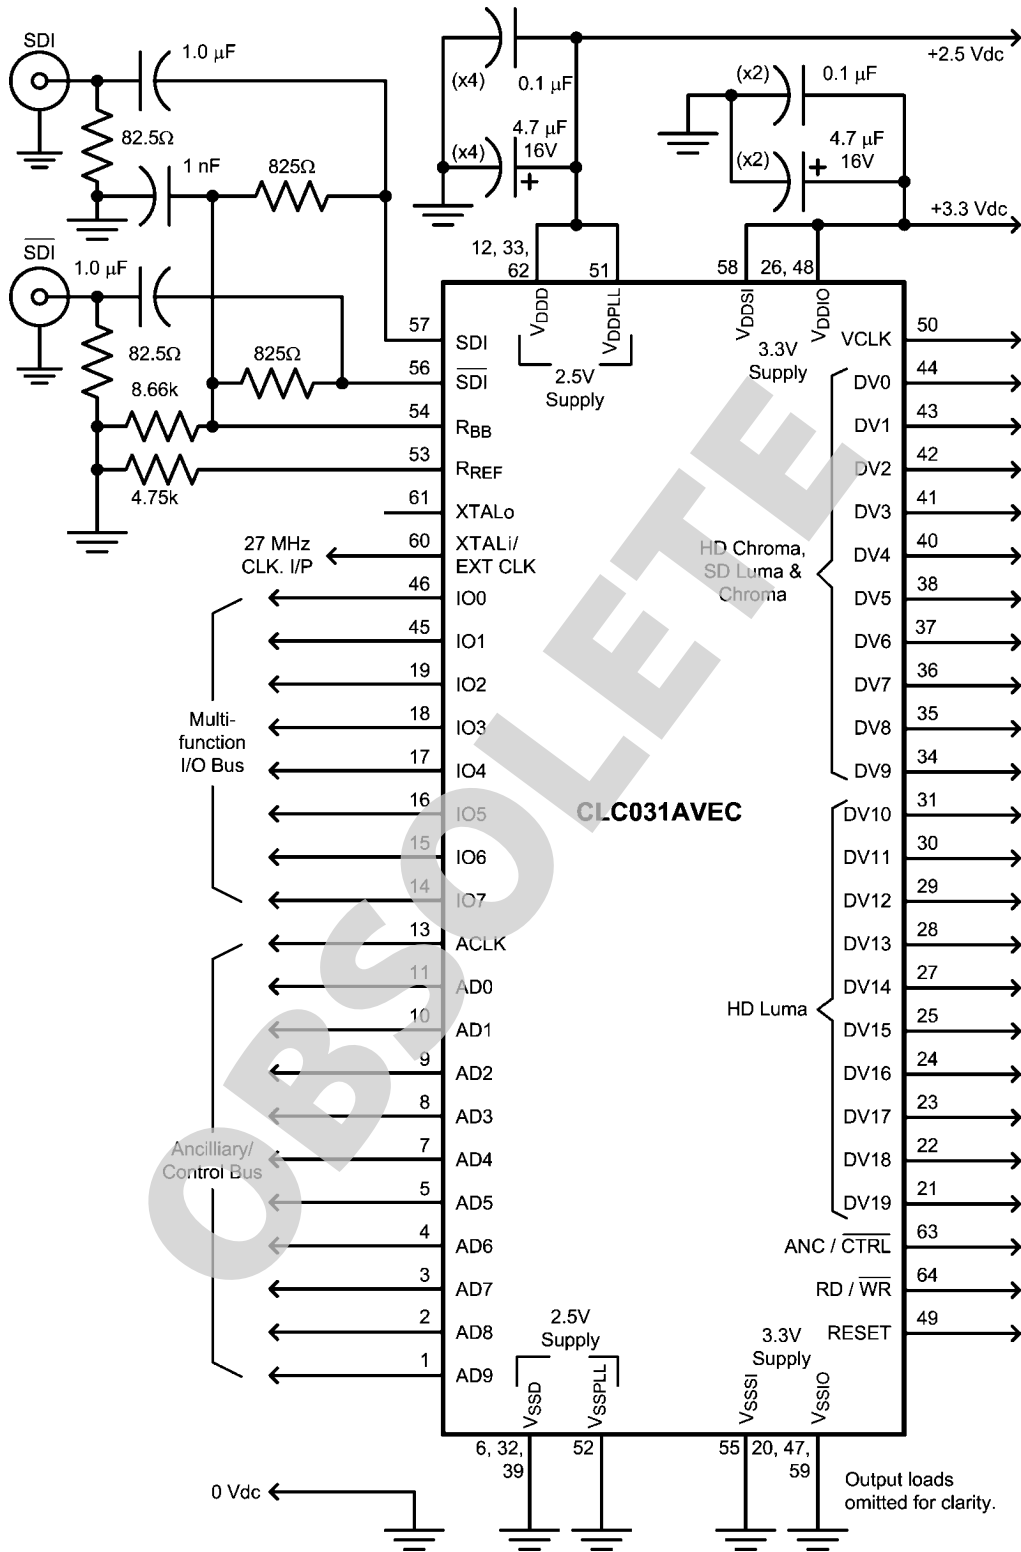 SDI
1.0 µF
82.5Ω
1 nF
825Ω
SDI
1.0 µF
82.5Ω
825Ω
8.66k
4.75k
(x4)
0.1 µF
4.7 µF
(x4)
16V
+
+2.5 Vdc
(x2)
0.1 µF
4.7 µF
(x2)
16V
+
+3.3 Vdc
12, 33,
62
51
58
26, 48
VDDD
VDDPLL
VDDSI
VDDIO
2.5V
Supply
3.3V
Supply
57
SDI
56
SDI
54
RBB
53
RREF
61
XTALo
27 MHz
CLK. I/P
60
XTALi/
EXT CLK
46
IO0
45
IO1
19
IO2
18
IO3
17
IO4
16
IO5
15
IO6
14
IO7
Multi-
function
I/O Bus
13
ACLK
11
AD0
10
AD1
9
AD2
8
AD3
7
AD4
5
AD5
4
AD6
3
AD7
2
AD8
1
AD9
Ancilliary/
Control Bus
CLC031AVEC
VCLK
50
DV0
44
DV1
43
DV2
42
DV3
41
DV4
40
DV5
38
DV6
37
DV7
36
DV8
35
DV9
34
HD Chroma,
SD Luma &
Chroma
DV10
31
DV11
30
DV12
29
DV13
28
DV14
27
DV15
25
DV16
24
DV17
23
DV18
22
DV19
21
HD Luma
ANC / CTRL
63
RD / WR
64
RESET
49
2.5V
Supply
3.3V
Supply
VSSD
VSSPLL
VSSSI
VSSIO
6, 32,
39
52
55
20, 47,
59
0 Vdc
Output loads
omitted for clarity.
OBSOLETE